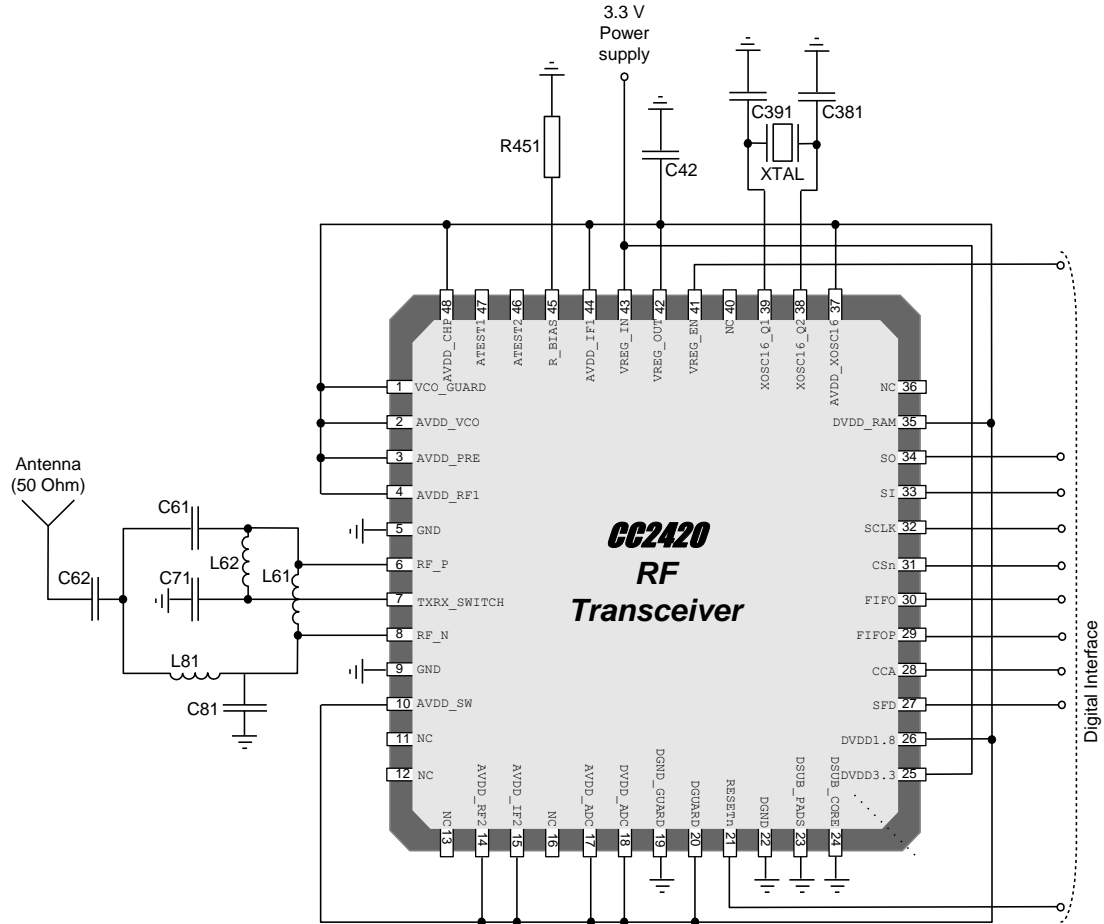 3.3 V
Power
supply
C391
C381
R451
C42
XTAL
48
47
46
45
44
43
42
41
40
39
38
37
AVDD_CHP
ATEST1
ATEST2
R_BIAS
AVDD_IF1
VREG_IN
VREG_OUT
VREG_EN
NC
XOSC16_Q1
XOSC16_Q2
AVDD_XOSC16
1 VCO_GUARD
NC 36
2 AVDD_VCO
DVDD_RAM 35
3 AVDD_PRE
SO 34
4 AVDD_RF1
SI 33
5 GND
SCLK 32
6 RF_P
CSn 31
7 TXRX_SWITCH
FIFO 30
8 RF_N
FIFOP 29
9 GND
CCA 28
10 AVDD_SW
SFD 27
11 NC
DVDD1.8 26
12 NC
DVDD3.3 25
Antenna
(50 Ohm)
C61
C62
C71
L62
L61
L81
C81
CC2420
RF
Transceiver
Digital Interface
NC
AVDD_RF2
AVDD_IF2
NC
AVDD_ADC
DVDD_ADC
DGND_GUARD
DGUARD
RESETn
DGND
DSUB_PADS
DSUB_CORE
13
14
15
16
17
18
19
20
21
22
23
24